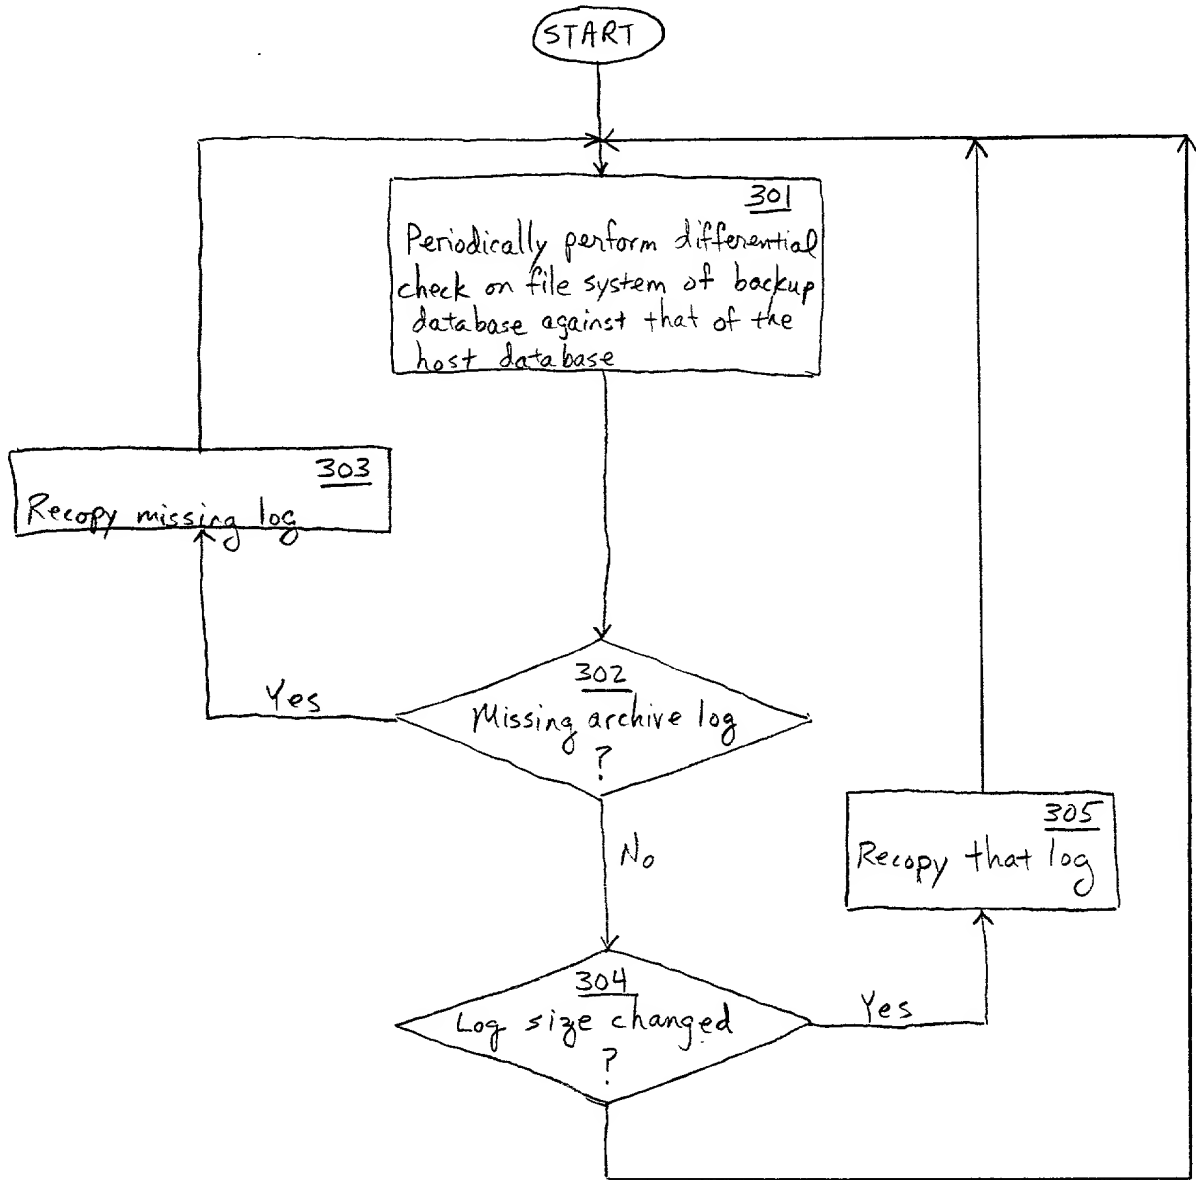 START
301
Periodically perform differential
check on file system of backup
database against that of the
host database
303
Recopy missing log
302
Yes
Missing archive log
?
305
No
Recopy that log
304
Yes
Log size changed
?